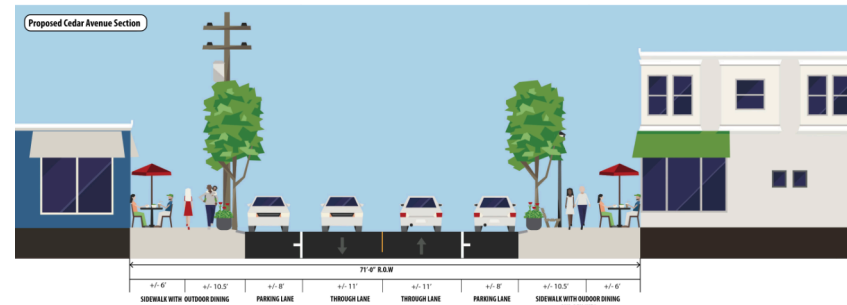 Proposed Cedar Avenue Section
71'-0" R.O.W
+/- 6' +/- 10.5' +/- 8' +/- 11' +/- 11' +/- 8' +/- 10.5' +/- 6'
SIDEWALK WITH OUTDOOR DINING PARKING LANE THROUGH LANE THROUGH LANE PARKING LANE SIDEWALK WITH OUDOOR DINING